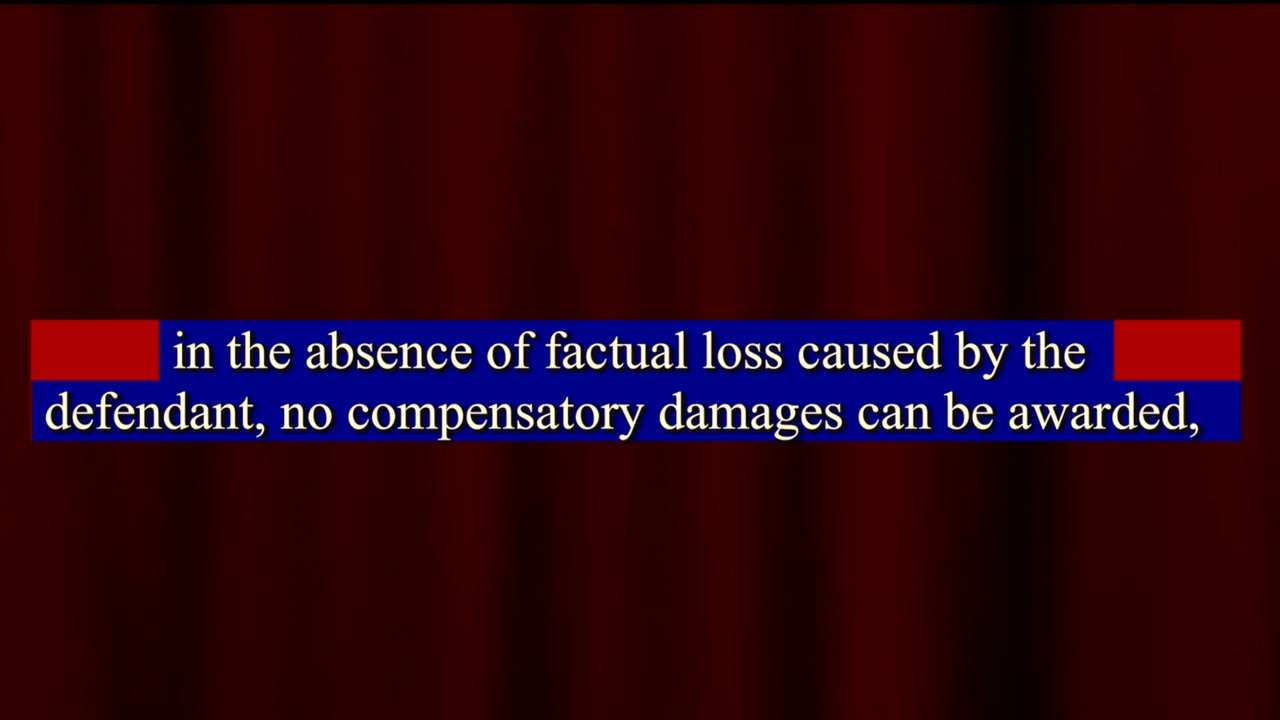 in the absence of factual loss caused by the
defendant, no compensatory damages can be awarded,